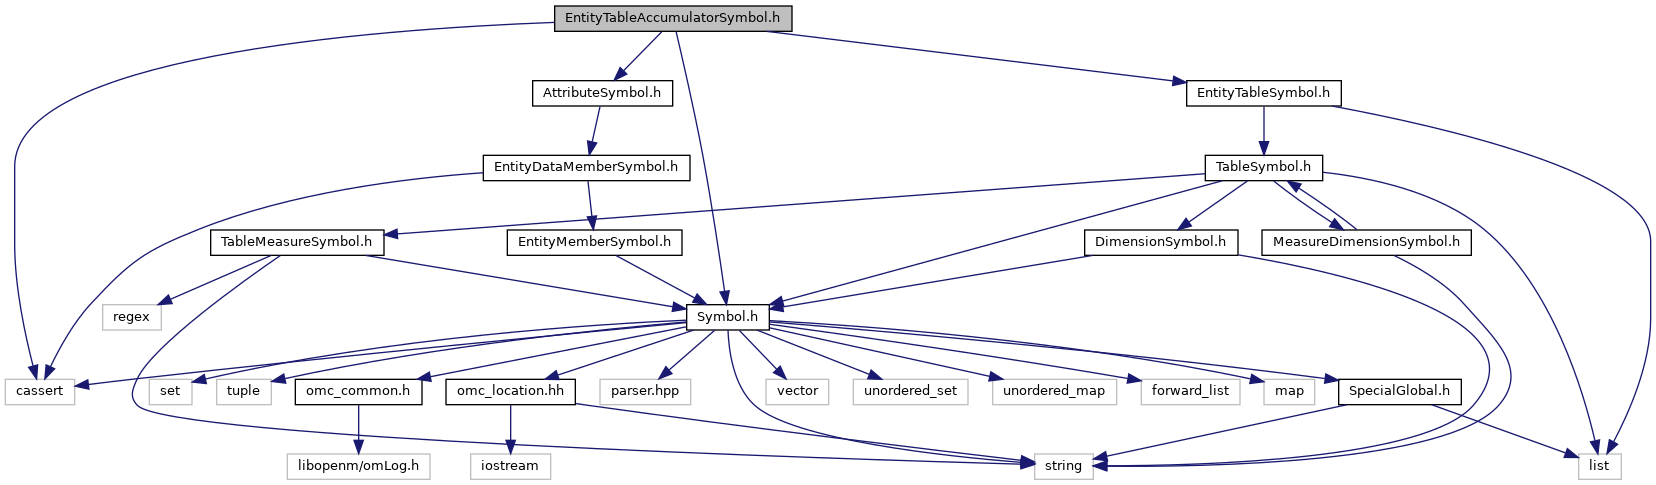 EntityTableAccumulatorSymbol.h
AttributeSymbol.h
EntityTableSymbol.h
EntityDataMemberSymbol.h
TableSymbol.h
TableMeasureSymbol.h
EntityMemberSymbol.h
DimensionSymbol.h
MeasureDimensionSymbol.h
regex
Symbol.h
cassert
set
tuple
omc_common.h
omc_location.hh
parser.hpp
vector
unordered_set
unordered_map
forward_list
map
SpecialGlobal.h
libopenm/omLog.h
iostream
string
list